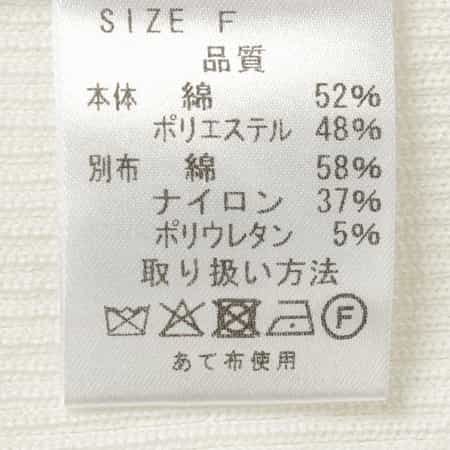 SIZE F
品質
本体 綿 52%
ポリエステル 48%
別布 綿 58%
ナイロン 37%
ポリウレタン 5%
取り扱い方法
F
あて布使用